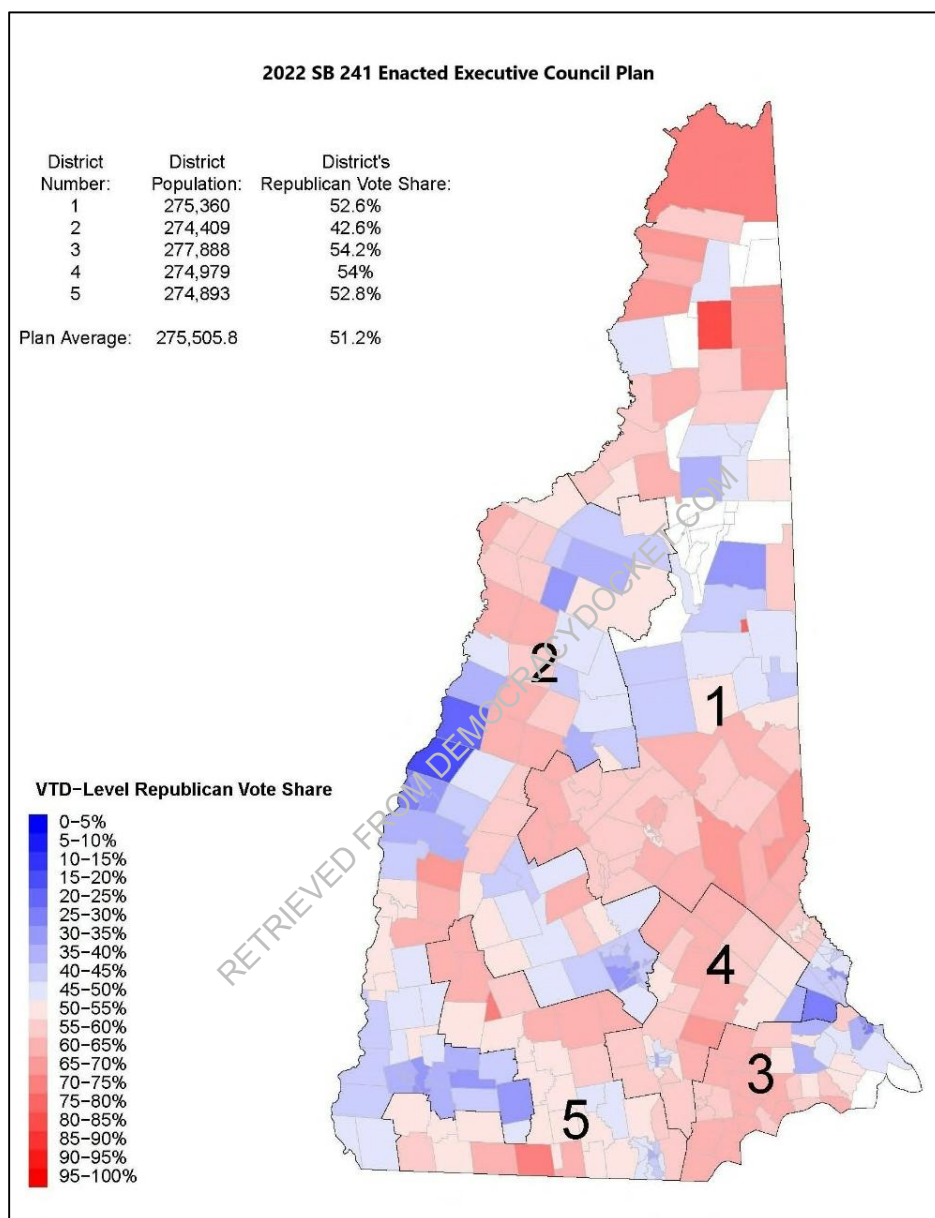 2022 SB 241 Enacted Executive Council Plan
District District District's
Number: Population: Republican Vote Share:
1 275,360 52.6%
2 274,409 42.6%
3 277,888 54.2%
4 274,979 54%
5 274,893 52.8%
Plan Average: 275,505.8 51.2%
2
1
4
3
5
RETRIEVED FROM DEMOCRACYDOCKET.COM
VTD-Level Republican Vote Share
0-5%
5-10%
10-15%
15-20%
20-25%
25-30%
30-35%
35-40%
40-45%
45-50%
50-55%
55-60%
60-65%
65-70%
70-75%
75-80%
80-85%
85-90%
90-95%
95-100%